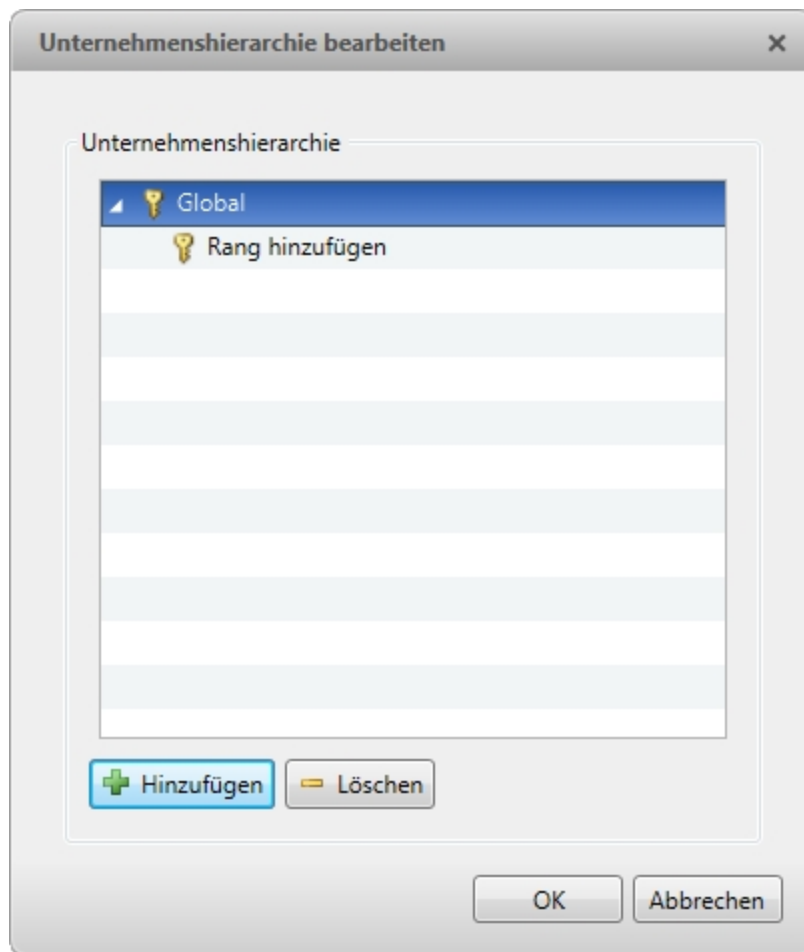 Unternehmenshierarchie bearbeiten
Unternehmenshierarchie
Global
Rang hinzufügen
Hinzufügen Löschen
OK Abbrechen